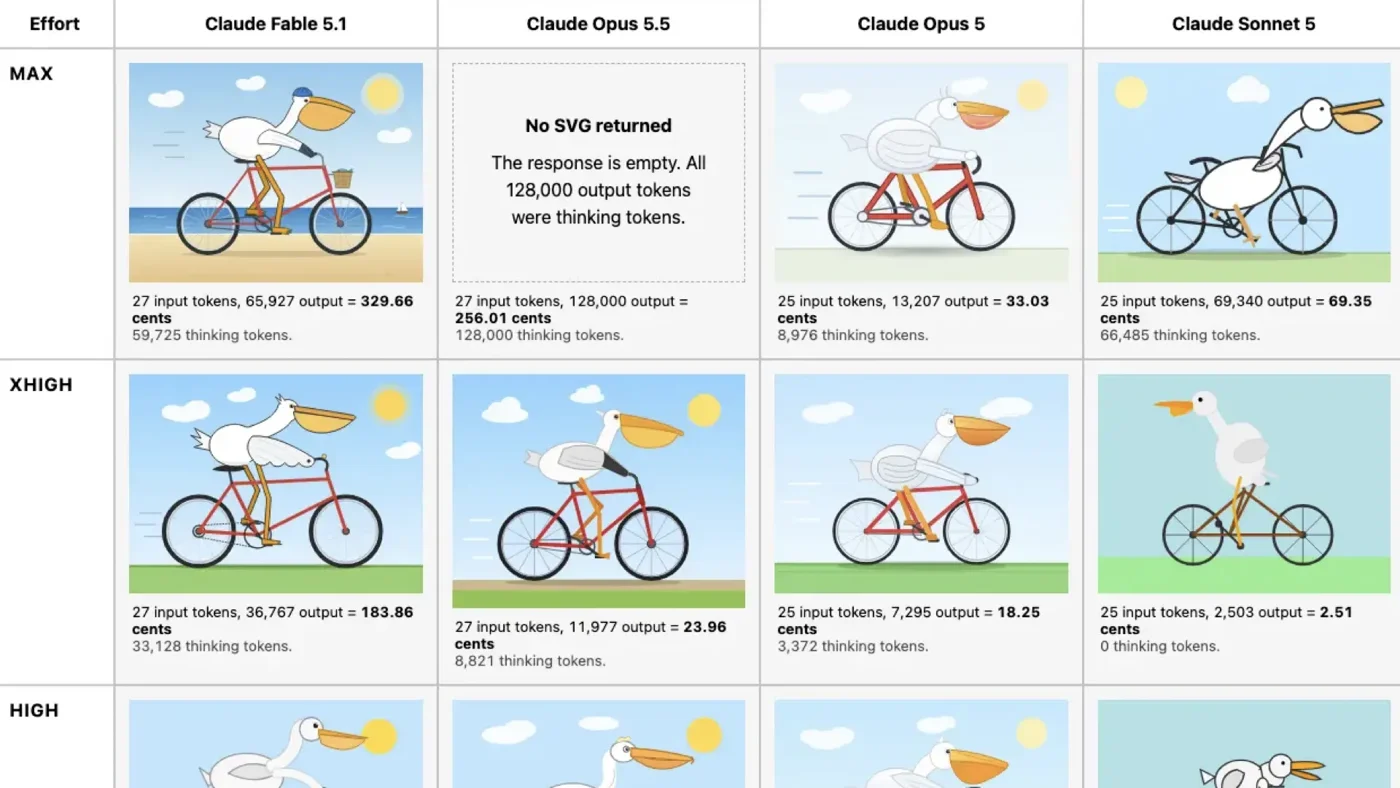 Effort
Claude Fable 5.1
Claude Opus 5.5
Claude Opus 5
Claude Sonnet 5
MAX
27 input tokens, 65,927 output = 329.66
cents
59,725 thinking tokens.
No SVG returned
The response is empty. All
128,000 output tokens
were thinking tokens.
27 input tokens, 128,000 output =
256.01 cents
128,000 thinking tokens.
25 input tokens, 13,207 output = 33.03
cents
8,976 thinking tokens.
25 input tokens, 69,340 output = 69.35
cents
66,485 thinking tokens.
XHIGH
27 input tokens, 36,767 output = 183.86
cents
33,128 thinking tokens.
27 input tokens, 11,977 output = 23.96
cents
8,821 thinking tokens.
25 input tokens, 7,295 output = 18.25
cents
3,372 thinking tokens.
25 input tokens, 2,503 output = 2.51
cents
0 thinking tokens.
HIGH